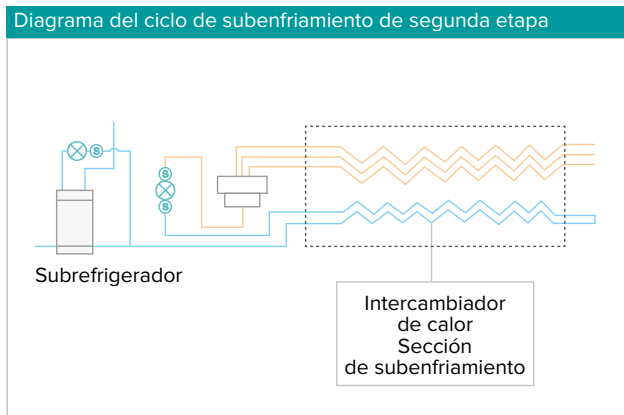 Diagrama del ciclo de subenfriamiento de segunda etapa
S
S
S
Subrefrigerador
Intercambiador
de calor
Sección
de subenfriamiento